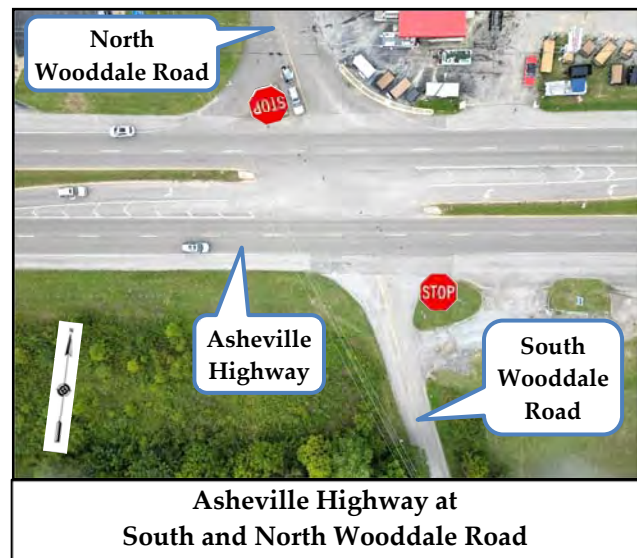 North
Wooddale Road
STOP
STOP
Asheville
Highway
South
Wooddale
Road
Asheville Highway at
South and North Wooddale Road